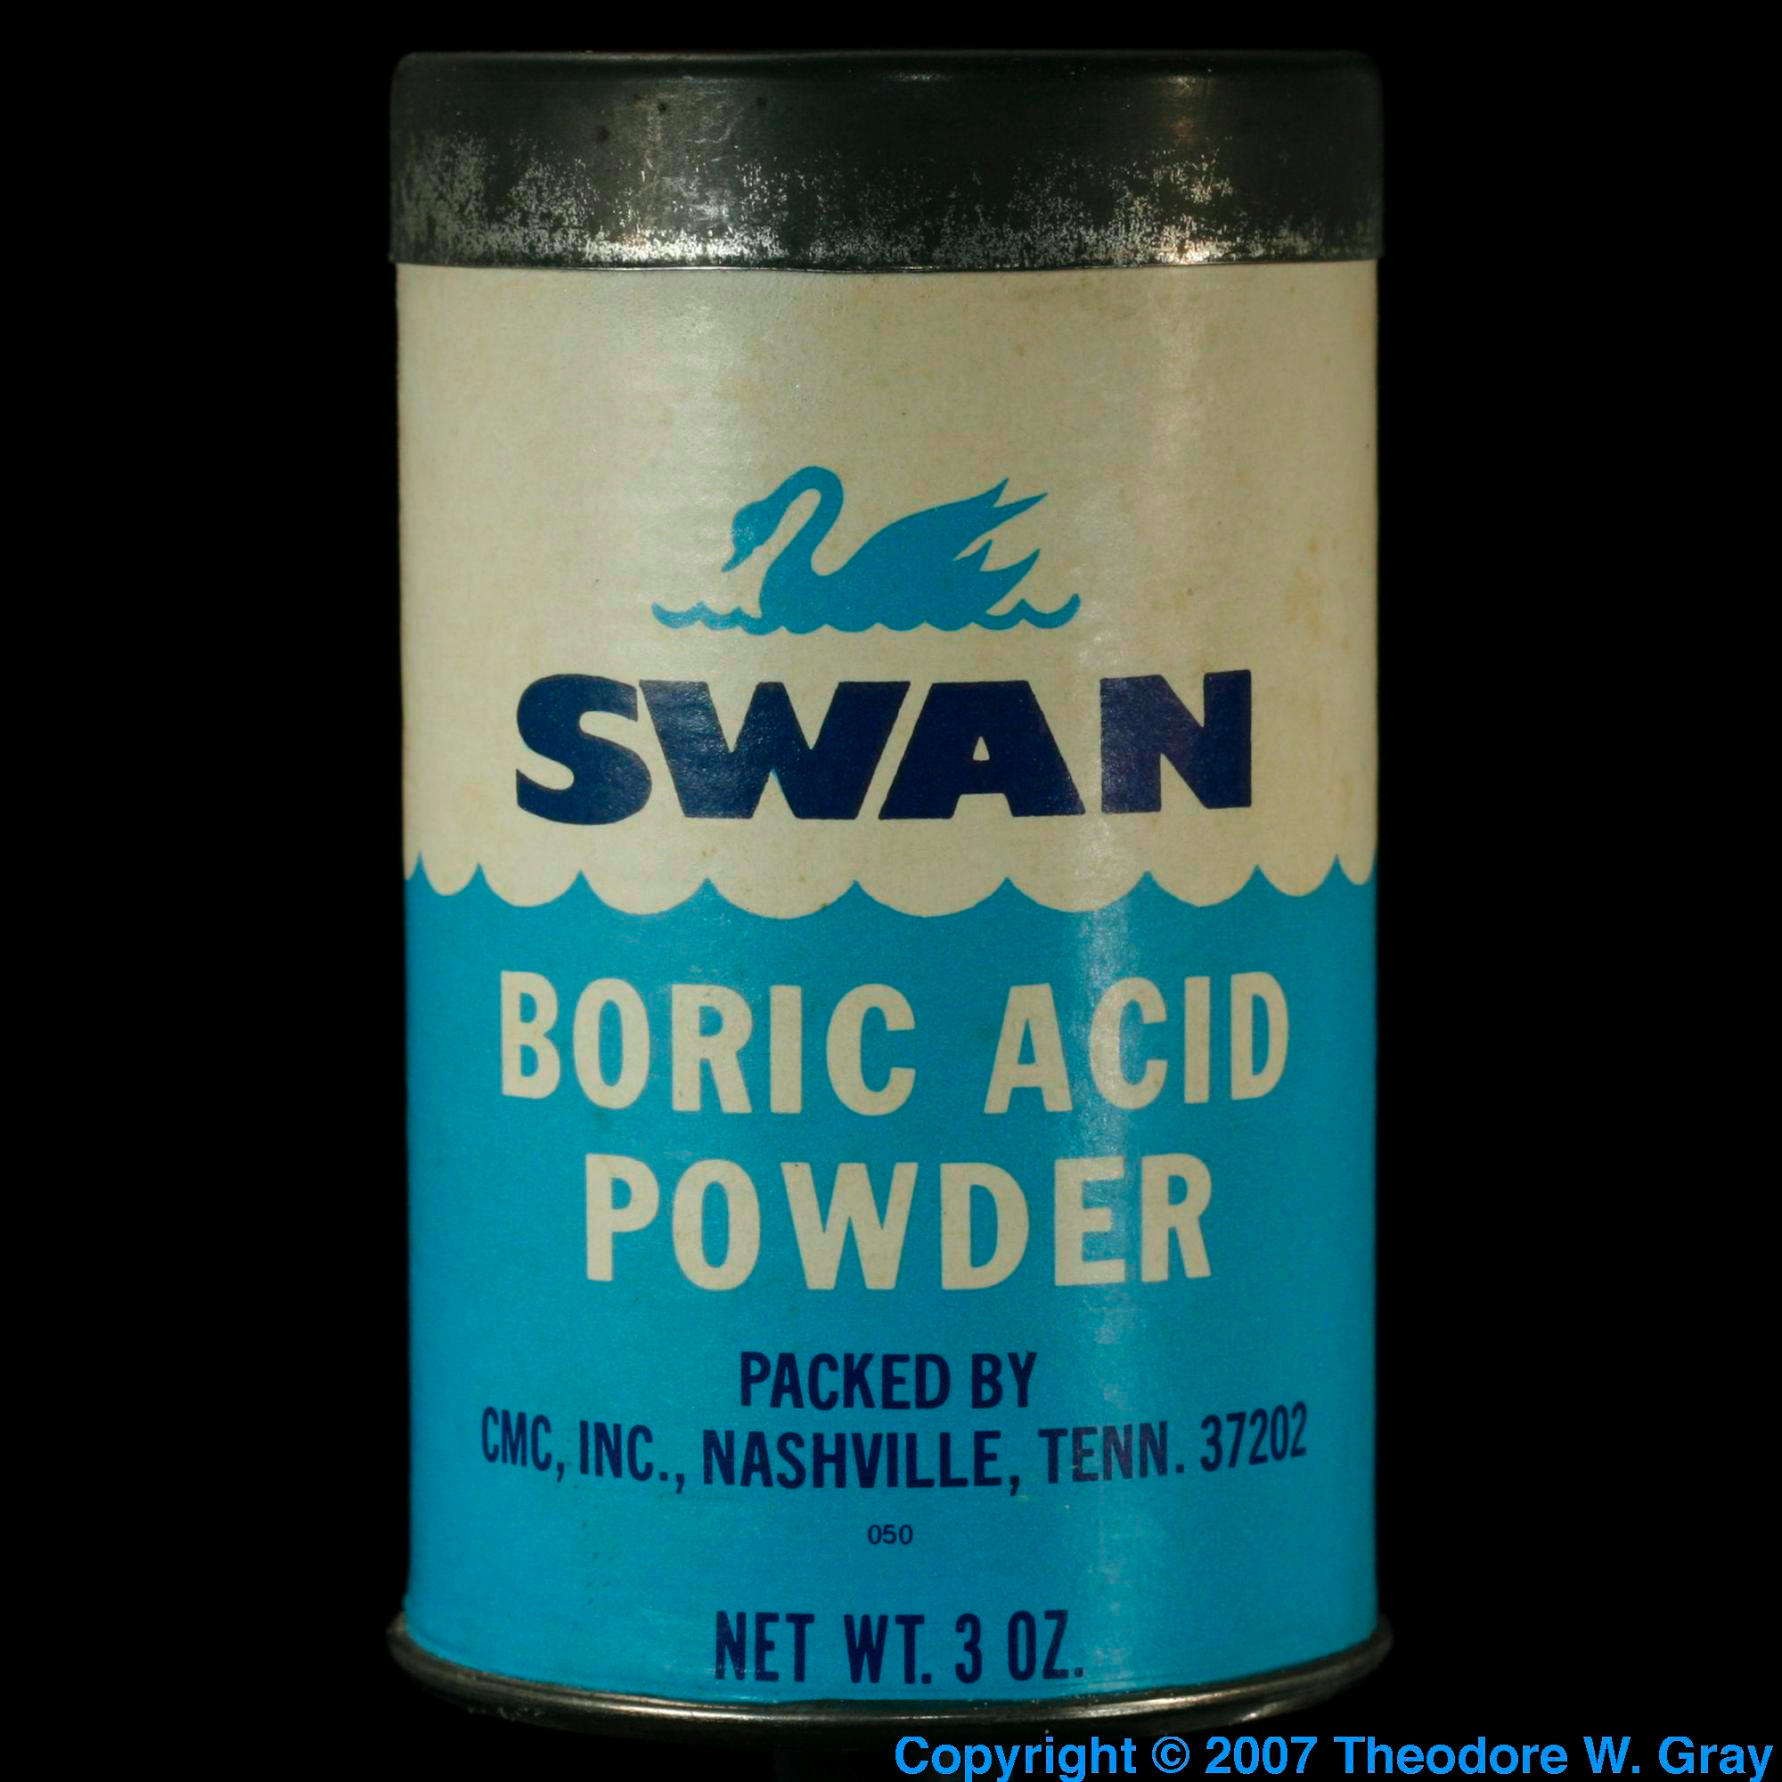 SWAN
BORIC ACID
POWDER
PACKED BY
CMC, INC., NASHVILLE, TENN. 37202
050
NET WT. 3 OZ.
Copyright © 2007 Theodore W. Gray